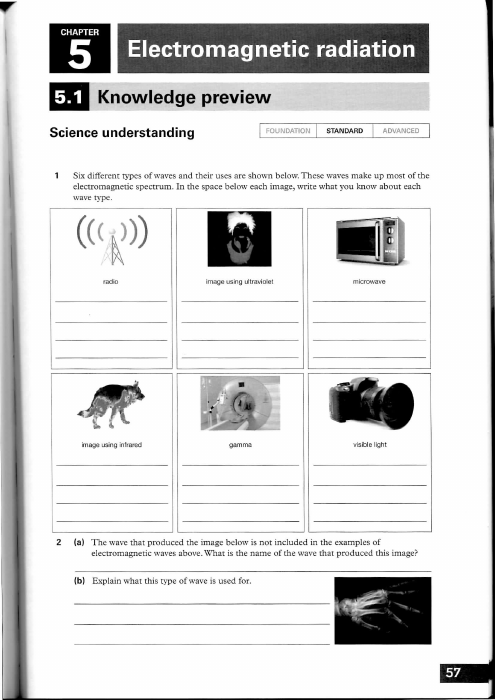 CHAPTER
5
Electromagnetic radiation
5.1 Knowledge preview
Science understanding
FOUNDATION STANDARD ADVANCED
1 Six different types of waves and their uses are shown below. These waves make up most of the
electromagnetic spectrum. In the space below each image, write what you know about each
wave type.
radio
image using ultraviolet
microwave
image using infrared
gamma
visible light
2 (a) The wave that produced the image below is not included in the examples of
electromagnetic waves above. What is the name of the wave that produced this image?
(b) Explain what this type of wave is used for.
57